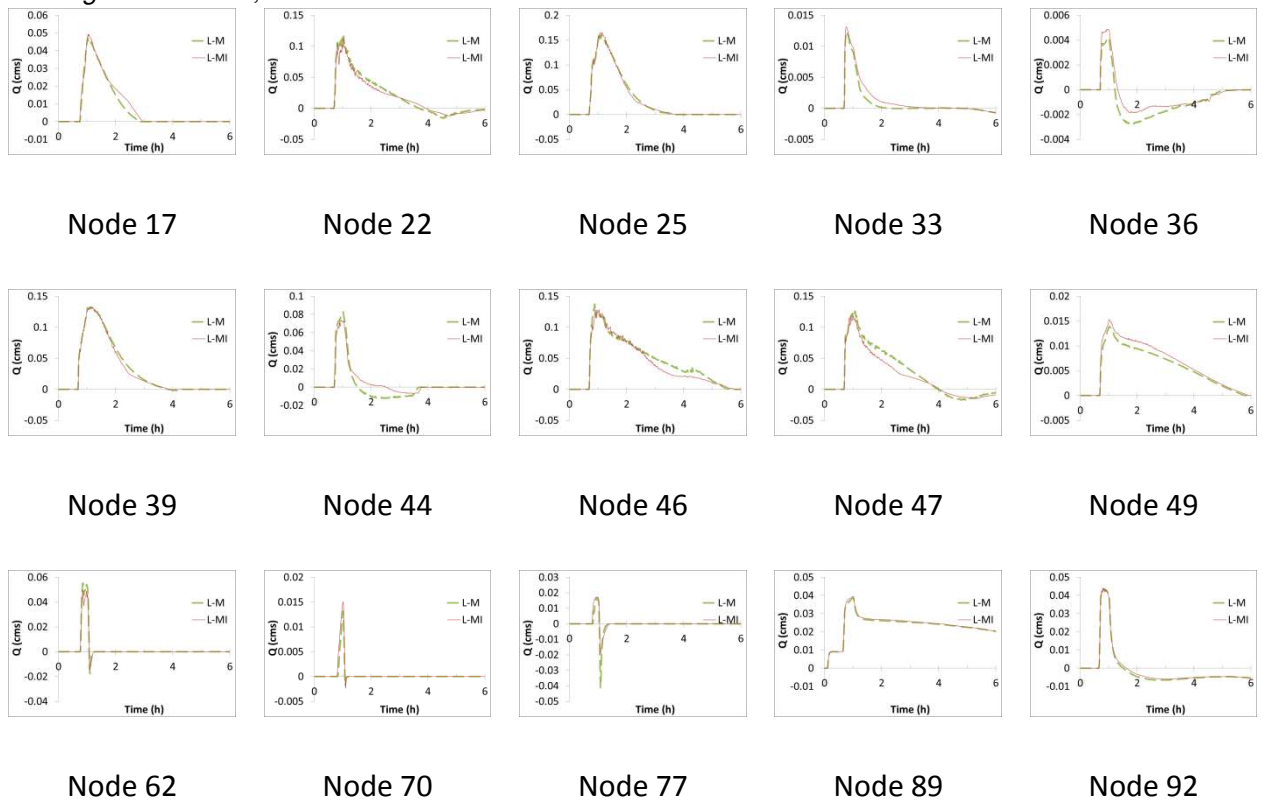 0.06
0.05
0.04
0.03
0.02
0.01
0
-0.01
Q (cms)
L-M
L-MI
0 2 4 6
Time (h)
0.15
0.1
0.05
0
-0.05
Q (cms)
L-M
L-MI
0 2 4 6
Time (h)
0.2
0.15
0.1
0.05
0
-0.05
Q (cms)
L-M
L-MI
0 2 4 6
Time (h)
0.015
0.01
0.005
0
-0.005
Q (cms)
L-M
L-MI
0 2 4 6
Time (h)
0.006
0.004
0.002
0
-0.002
-0.004
Q (cms)
L-M
L-MI
0 2 4 6
Time (h)
Node 17 Node 22 Node 25 Node 33 Node 36
0.15
0.1
0.05
0
-0.05
Q (cms)
L-M
L-MI
0 2 4 6
Time (h)
0.1
0.08
0.06
0.04
0.02
0
-0.02
Q (cms)
L-M
L-MI
0 2 4 6
Time (h)
0.15
0.1
0.05
0
-0.05
Q (cms)
L-M
L-MI
0 2 4 6
Time (h)
0.15
0.1
0.05
0
-0.05
Q (cms)
L-M
L-MI
0 2 4 6
Time (h)
0.02
0.015
0.01
0.005
0
-0.005
Q (cms)
L-M
L-MI
0 2 4 6
Time (h)
Node 39 Node 44 Node 46 Node 47 Node 49
0.06
0.04
0.02
0
-0.02
-0.04
Q (cms)
L-M
L-MI
0 2 4 6
Time (h)
0.02
0.015
0.01
0.005
0
-0.005
Q (cms)
L-M
L-MI
0 2 4 6
Time (h)
0.03
0.02
0.01
0
-0.01
-0.02
-0.03
-0.04
-0.05
Q (cms)
L-M
L-MI
0 2 4 6
Time (h)
0.05
0.04
0.03
0.02
0.01
0
-0.01
Q (cms)
L-M
L-MI
0 2 4 6
Time (h)
0.05
0.04
0.03
0.02
0.01
0
-0.01
Q (cms)
L-M
L-MI
0 2 4 6
Time (h)
Node 62 Node 70 Node 77 Node 89 Node 92